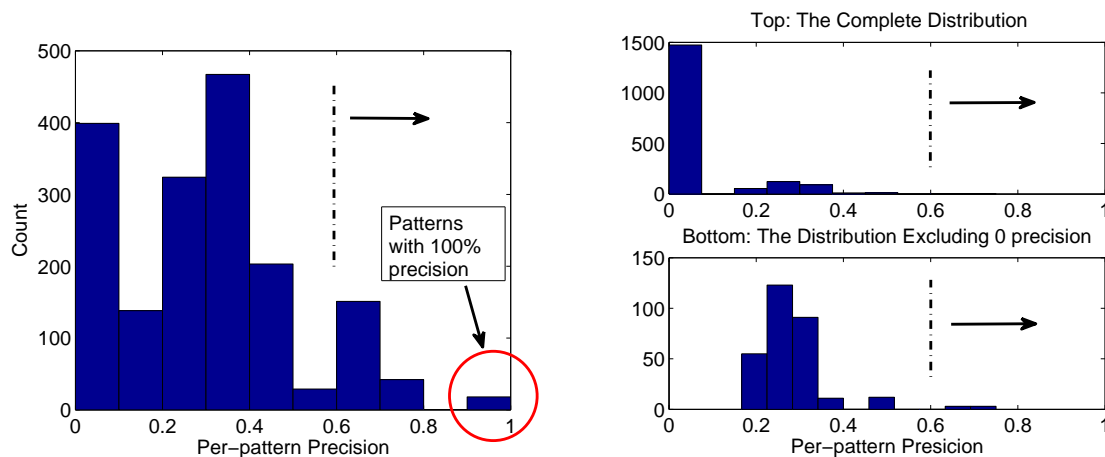 500
400
300
200
100
0
Count
Patterns
with 100%
precision
0 0.2 0.4 0.6 0.8 1
Per−pattern Precision
Top: The Complete Distribution
1500
1000
500
0
0 0.2 0.4 0.6 0.8 1
Bottom: The Distribution Excluding 0 precision
150
100
50
0
0 0.2 0.4 0.6 0.8 1
Per−pattern Presicion